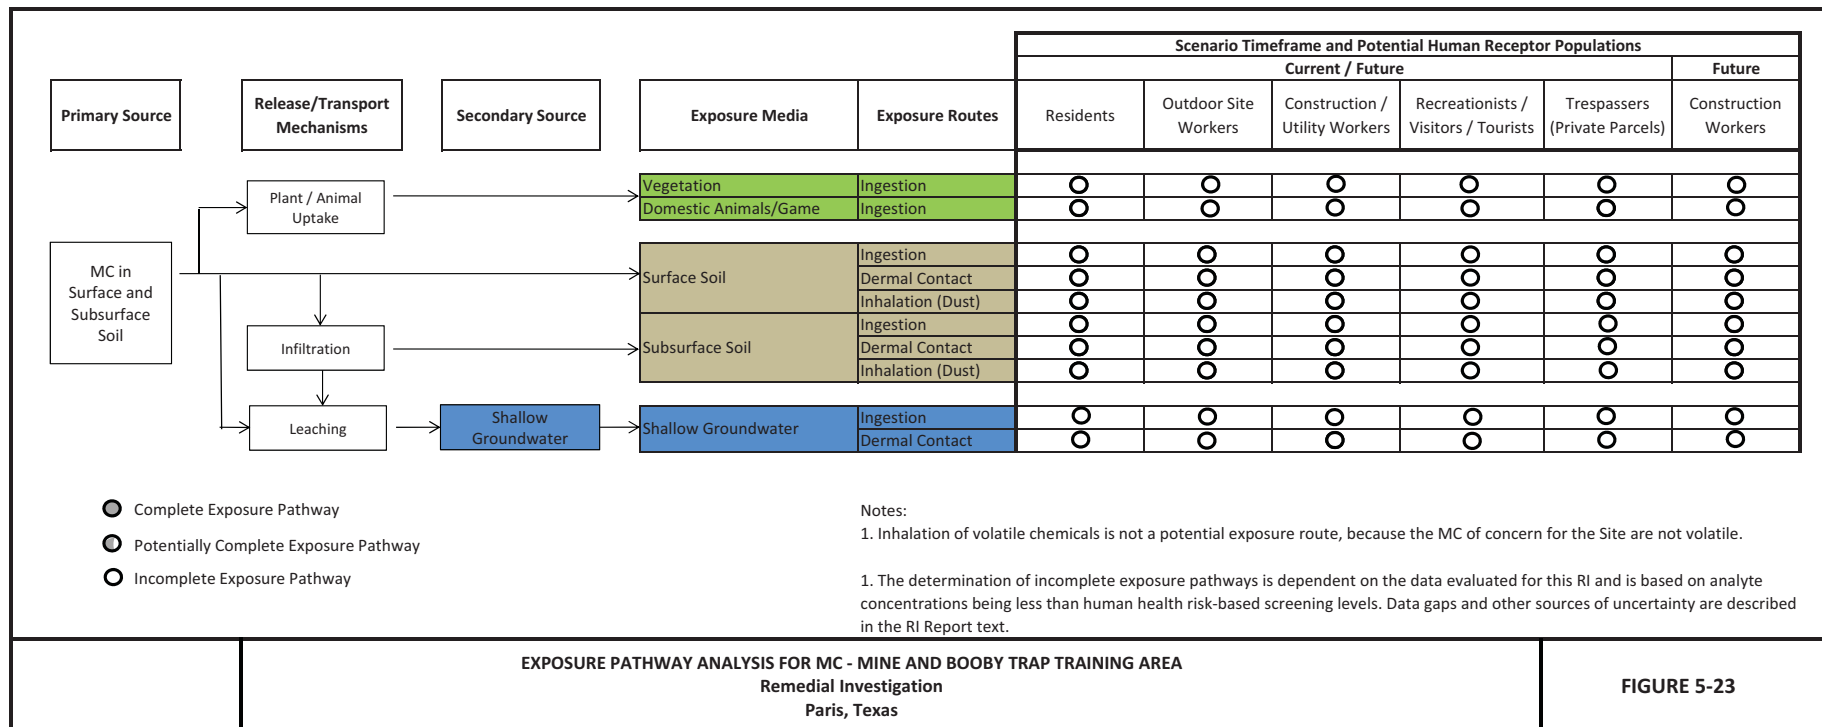 Scenario Timeframe and Potential Human Receptor Populations
Current / Future
Future
Primary Source
Release/Transport
Mechanisms
Secondary Source
Exposure Media
Exposure Routes
Residents
Outdoor Site
Workers
Construction /
Utility Workers
Recreationists /
Visitors / Tourists
Trespassers
(Private Parcels)
Construction
Workers
Plant / Animal
Uptake
Vegetation
Ingestion
Domestic Animals/Game
Ingestion
MC in
Surface and
Subsurface
Soil
Surface Soil
Ingestion
Dermal Contact
Inhalation (Dust)
Infiltration
Subsurface Soil
Ingestion
Dermal Contact
Inhalation (Dust)
Leaching
Shallow
Groundwater
Shallow Groundwater
Ingestion
Dermal Contact
Complete Exposure Pathway
Potentially Complete Exposure Pathway
Incomplete Exposure Pathway
Notes:
1. Inhalation of volatile chemicals is not a potential exposure route, because the MC of concern for the Site are not volatile.
1. The determination of incomplete exposure pathways is dependent on the data evaluated for this RI and is based on analyte
concentrations being less than human health risk-based screening levels. Data gaps and other sources of uncertainty are described
in the RI Report text.
EXPOSURE PATHWAY ANALYSIS FOR MC - MINE AND BOOBY TRAP TRAINING AREA
Remedial Investigation
Paris, Texas
FIGURE 5-23